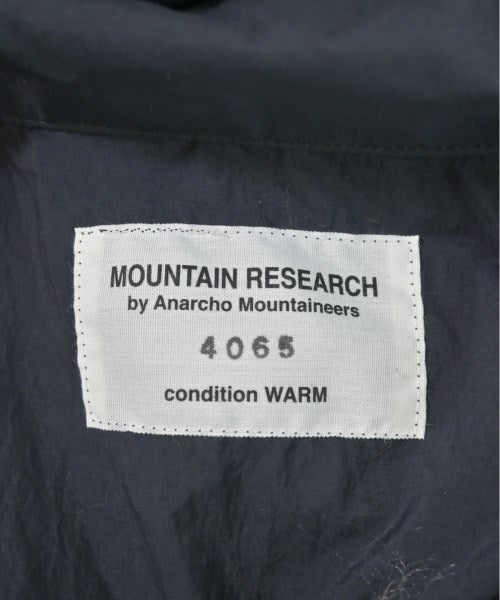 MOUNTAIN RESEARCH
by Anarcho Mountaineers
4065
condition WARM